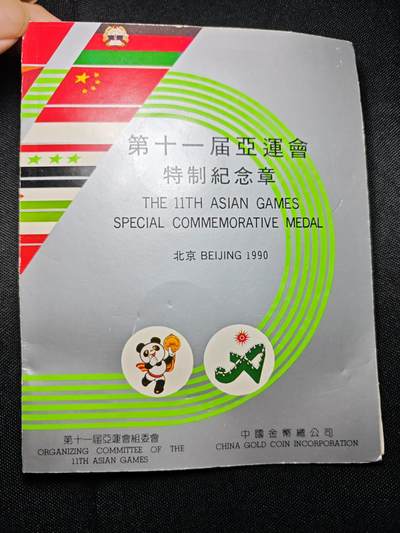 第十一届亞運會
特制紀念章
THE 11TH ASIAN GAMES
SPECIAL COMMEMORATIVE MEDAL
北京 BEIJING 1990
第十一届亞運會組委會
ORGANIZING COMMITTEE OF THE
11TH ASIAN GAMES
中國金幣總公司
CHINA GOLD COIN INCORPORATION